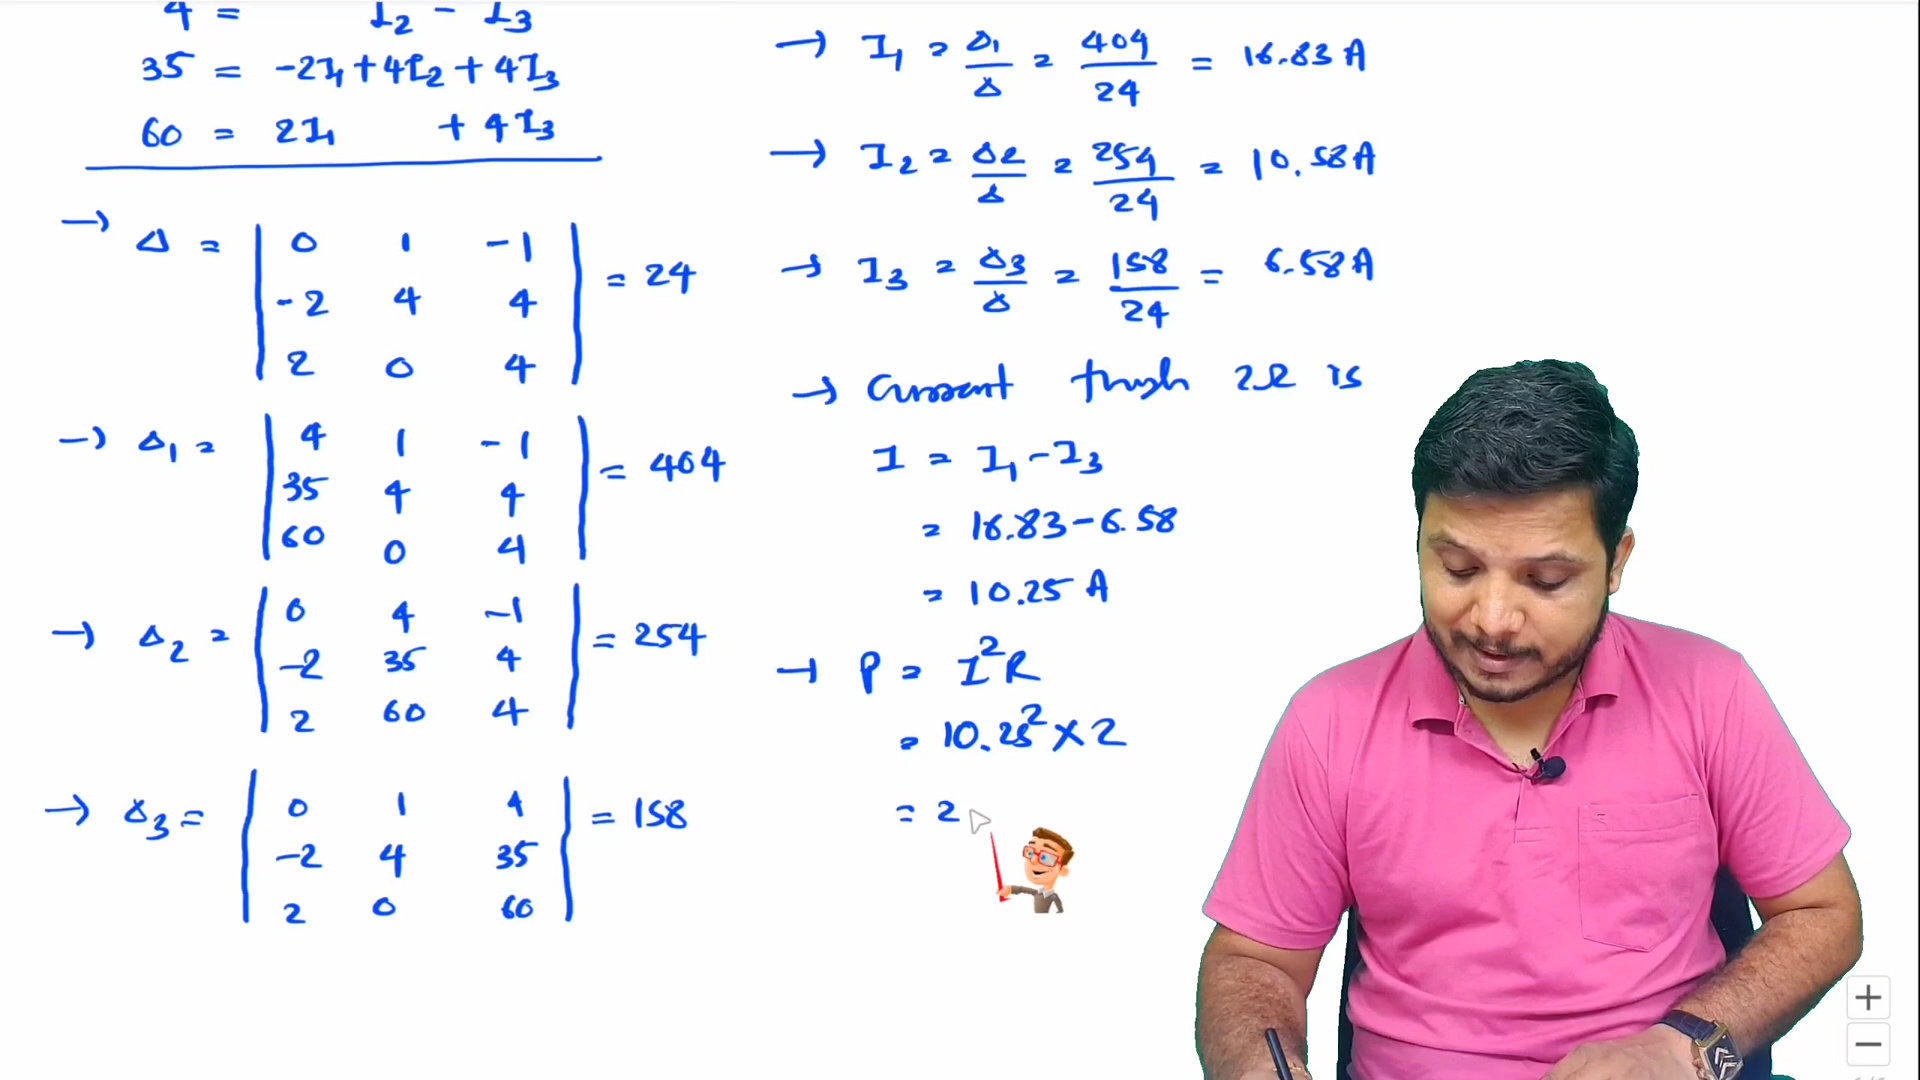 4 = I2 - I3
35 = -2I1+4I2+4I3
60 = 2I1 + 4I3
→ Δ = | 0 1 -1 | = 24
-2 4 4
2 0 4
→ Δ1 = | 4 1 -1 | = 404
35 4 4
60 0 4
→ Δ2 = | 0 4 -1 | = 254
-2 35 4
2 60 4
→ Δ3 = | 0 1 4 | = 158
-2 4 35
2 0 60
→ I1 = Δ1/Δ = 404/24 = 16.83 A
→ I2 = Δ2/Δ = 254/24 = 10.58A
→ I3 = Δ3/Δ = 158/24 = 6.58A
→ Current through 2Ω is
I = I1 - I3
= 16.83-6.58
= 10.25 A
→ P = I²R
= 10.25² × 2
= 2